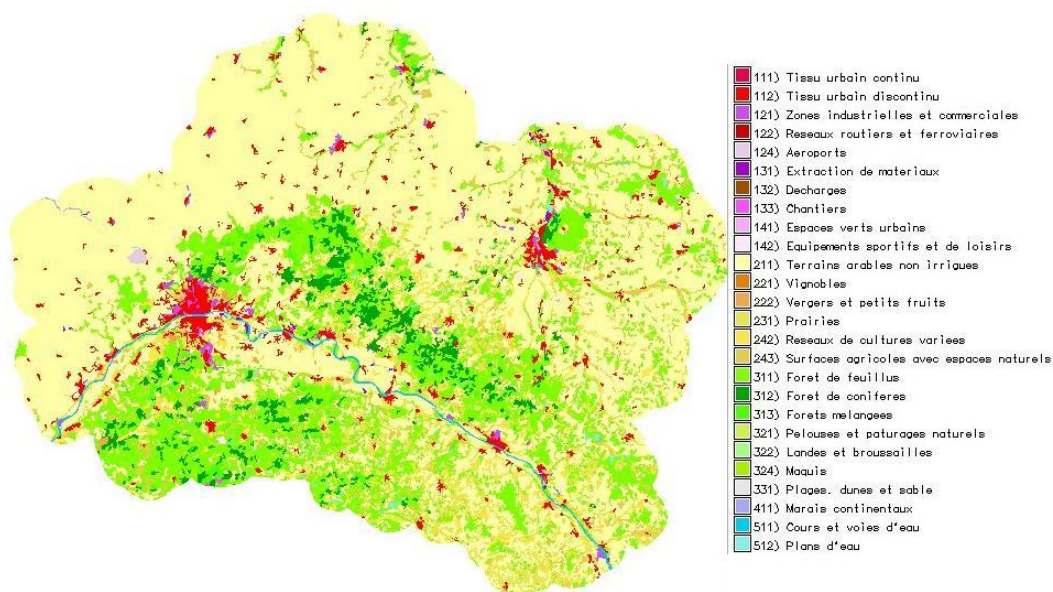 111) Tissu urbain continu
112) Tissu urbain discontinu
121) Zones industrielles et commerciales
122) Reseaux routiers et ferroviaires
124) Aeroports
131) Extraction de materiaux
132) Decharges
133) Chantiers
141) Espaces verts urbains
142) Equipements sportifs et de loisirs
211) Terrains arables non irrigues
221) Vignobles
222) Vergers et petits fruits
231) Prairies
242) Reseaux de cultures variees
243) Surfaces agricoles avec espaces naturels
311) Foret de feuillus
312) Foret de coniferes
313) Forets melangees
321) Pelouses et paturages naturels
322) Landes et broussailles
324) Maquis
331) Plages. dunes et sable
411) Marais continentaux
511) Cours et voies d'eau
512) Plans d'eau